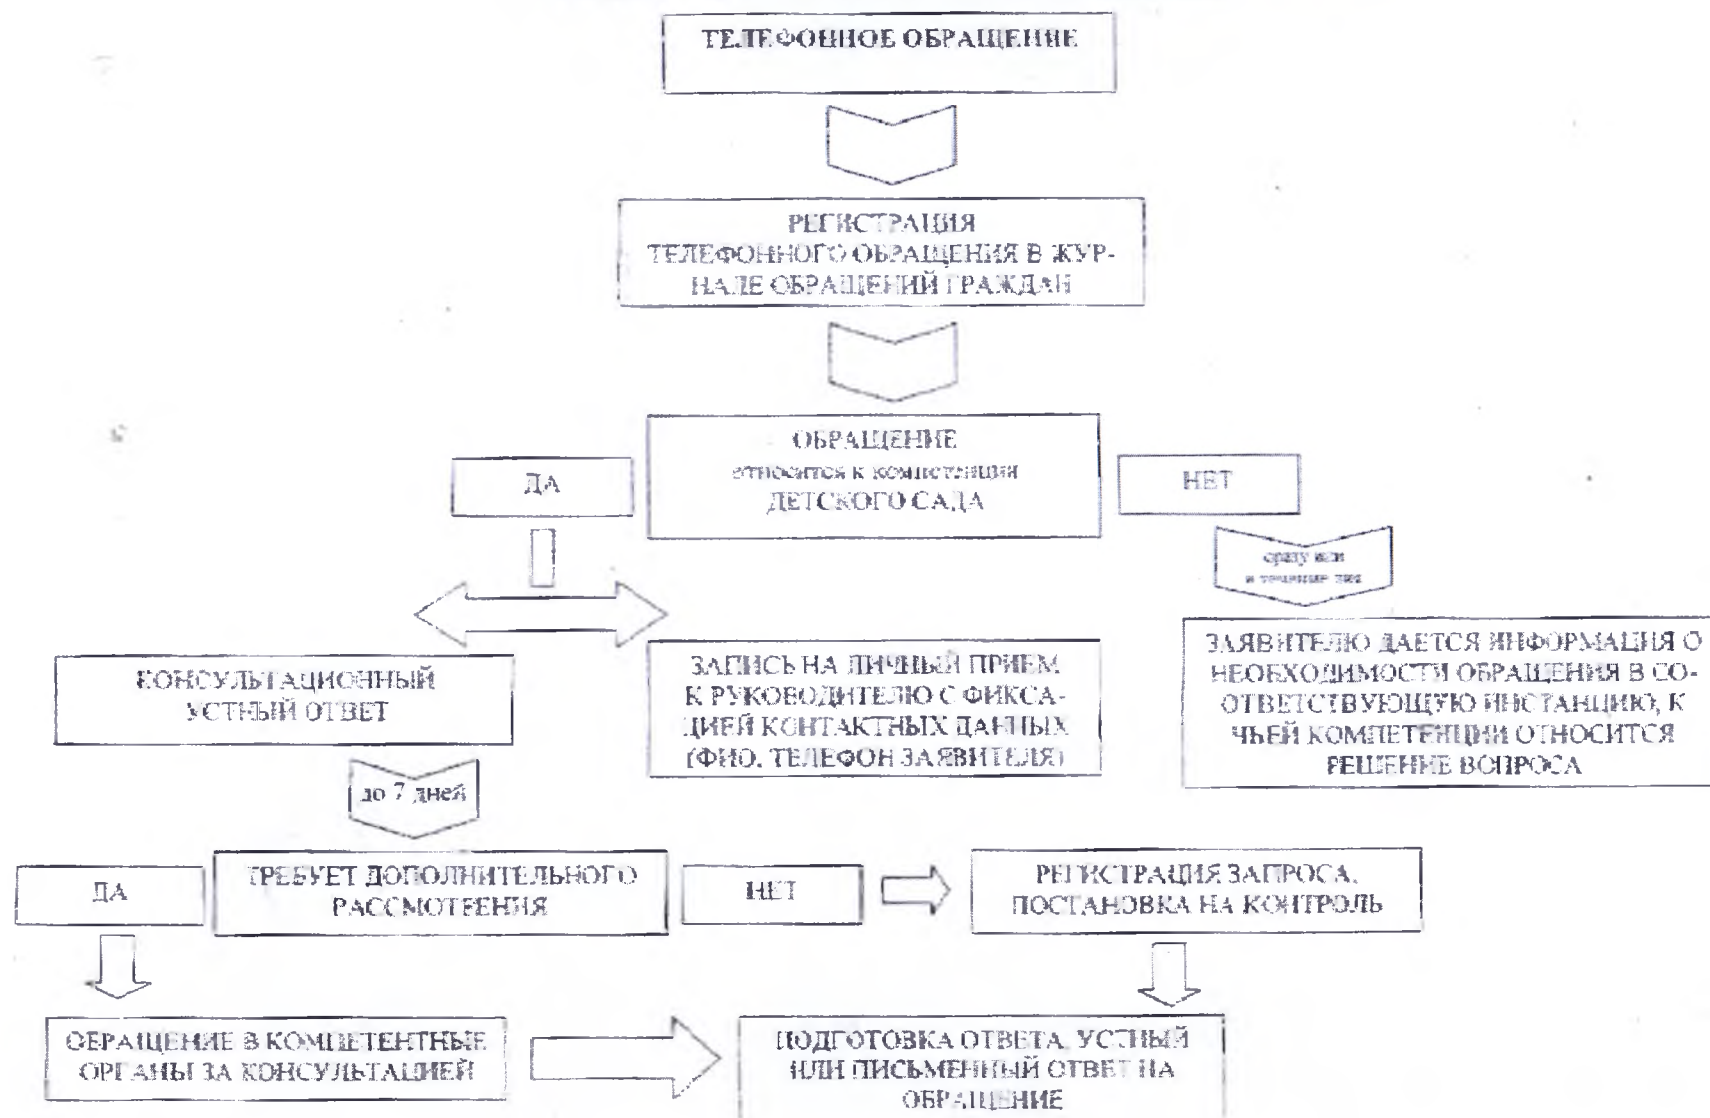 ТЕЛЕФОННОЕ ОБРАЩЕНИЕ
РЕГИСТРАЦИЯ
ТЕЛЕФОННОГО ОБРАЩЕНИЯ В ЖУР-
НАЛЕ ОБРАЩЕНИЙ ГРАЖДАН
ОБРАЩЕНИЕ
относится к компетенции
ДЕТСКОГО САДА
ДА
НЕТ
сразу или
в течение дня
КОНСУЛЬТАЦИОННЫЙ
УСТНЫЙ ОТВЕТ
ЗАПИСЬ НА ЛИЧНЫЙ ПРИЕМ
К РУКОВОДИТЕЛЮ С ФИКСА-
ЦИЕЙ КОНТАКТНЫХ ДАННЫХ
(ФИО, ТЕЛЕФОН ЗАЯВИТЕЛЯ)
ЗАЯВИТЕЛЮ ДАЕТСЯ ИНФОРМАЦИЯ О
НЕОБХОДИМОСТИ ОБРАЩЕНИЯ В СО-
ОТВЕТСТВУЮЩУЮ ИНСТАНЦИЮ, К
ЧЬЕЙ КОМПЕТЕНЦИИ ОТНОСИТСЯ
РЕШЕНИЕ ВОПРОСА
до 7 дней
ДА
ТРЕБУЕТ ДОПОЛНИТЕЛЬНОГО
РАССМОТРЕНИЯ
НЕТ
РЕГИСТРАЦИЯ ЗАПРОСА,
ПОСТАНОВКА НА КОНТРОЛЬ
ОБРАЩЕНИЕ В КОМПЕТЕНТНЫЕ
ОРГАНЫ ЗА КОНСУЛЬТАЦИЕЙ
ПОДГОТОВКА ОТВЕТА. УСТНЫЙ
ИЛИ ПИСЬМЕННЫЙ ОТВЕТ НА
ОБРАЩЕНИЕ